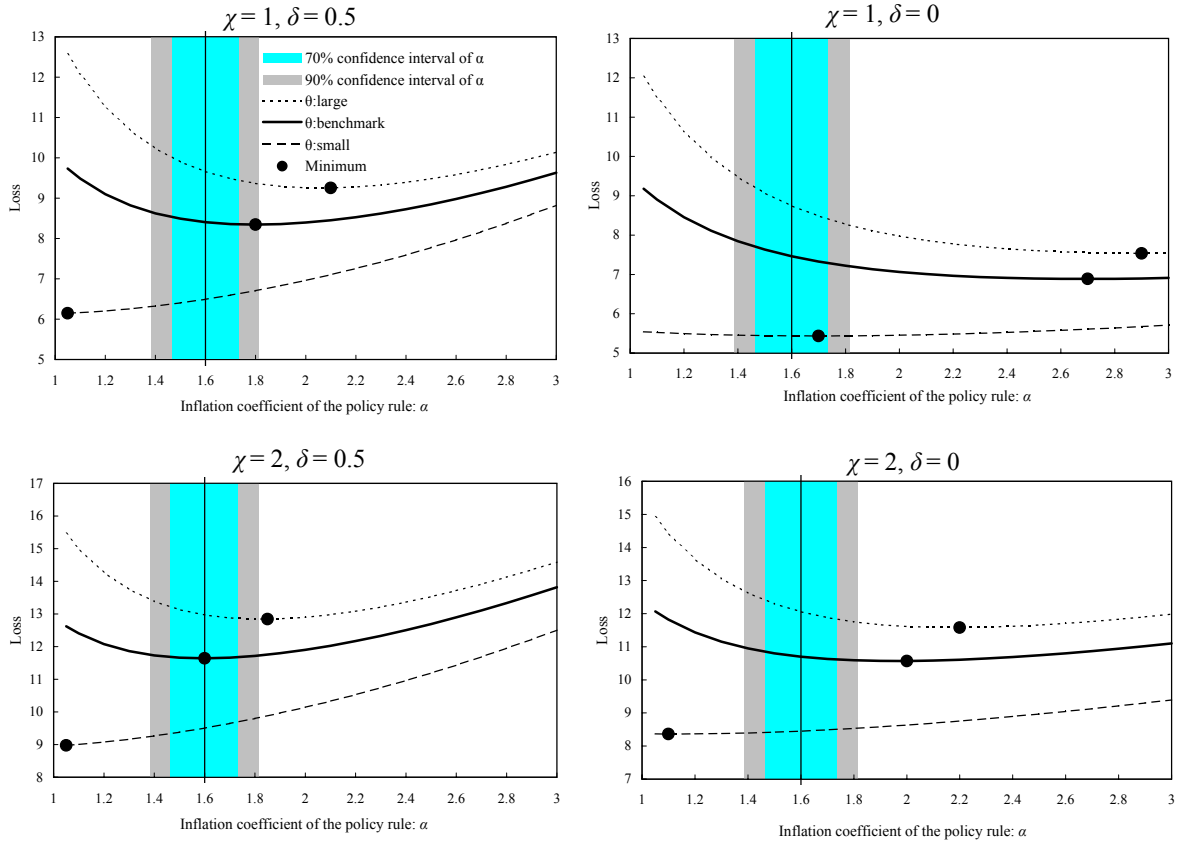 χ = 1, δ = 0.5
13
12
11
10
9
8
7
6
5
Loss
70% confidence interval of α
90% confidence interval of α
θ:large
θ:benchmark
θ:small
Minimum
1 1.2 1.4 1.6 1.8 2 2.2 2.4 2.6 2.8 3
Inflation coefficient of the policy rule: α
χ = 1, δ = 0
13
12
11
10
9
8
7
6
5
Loss
1 1.2 1.4 1.6 1.8 2 2.2 2.4 2.6 2.8 3
Inflation coefficient of the policy rule: α
χ = 2, δ = 0.5
17
16
15
14
13
12
11
10
9
8
Loss
1 1.2 1.4 1.6 1.8 2 2.2 2.4 2.6 2.8 3
Inflation coefficient of the policy rule: α
χ = 2, δ = 0
16
15
14
13
12
11
10
9
8
7
Loss
1 1.2 1.4 1.6 1.8 2 2.2 2.4 2.6 2.8 3
Inflation coefficient of the policy rule: α